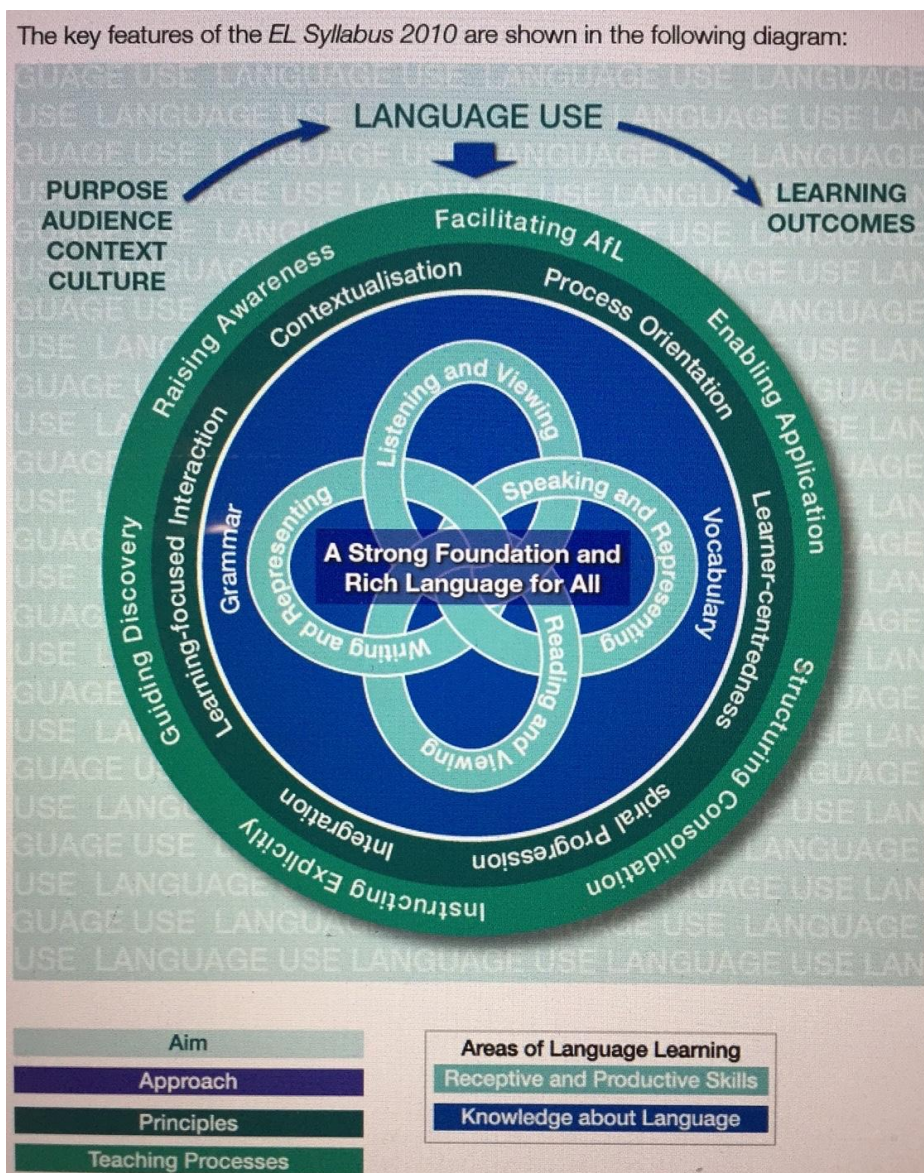 The key features of the EL Syllabus 2010 are shown in the following diagram:
LANGUAGE USE
PURPOSE
AUDIENCE
CONTEXT
CULTURE
LEARNING
OUTCOMES
Facilitating AfL
Enabling Application
Structuring Consolidation
Instructing Explicitly
Guiding Discovery
Raising Awareness
Contextualisation
Process Orientation
Learner-centredness
spiral Progression
Integration
Learning-focused Interaction
Grammar
Vocabulary
Listening and Viewing
Speaking and Representing
Reading and Viewing
Writing and Representing
A Strong Foundation and
Rich Language for All
Aim
Approach
Principles
Teaching Processes
Areas of Language Learning
Receptive and Productive Skills
Knowledge about Language